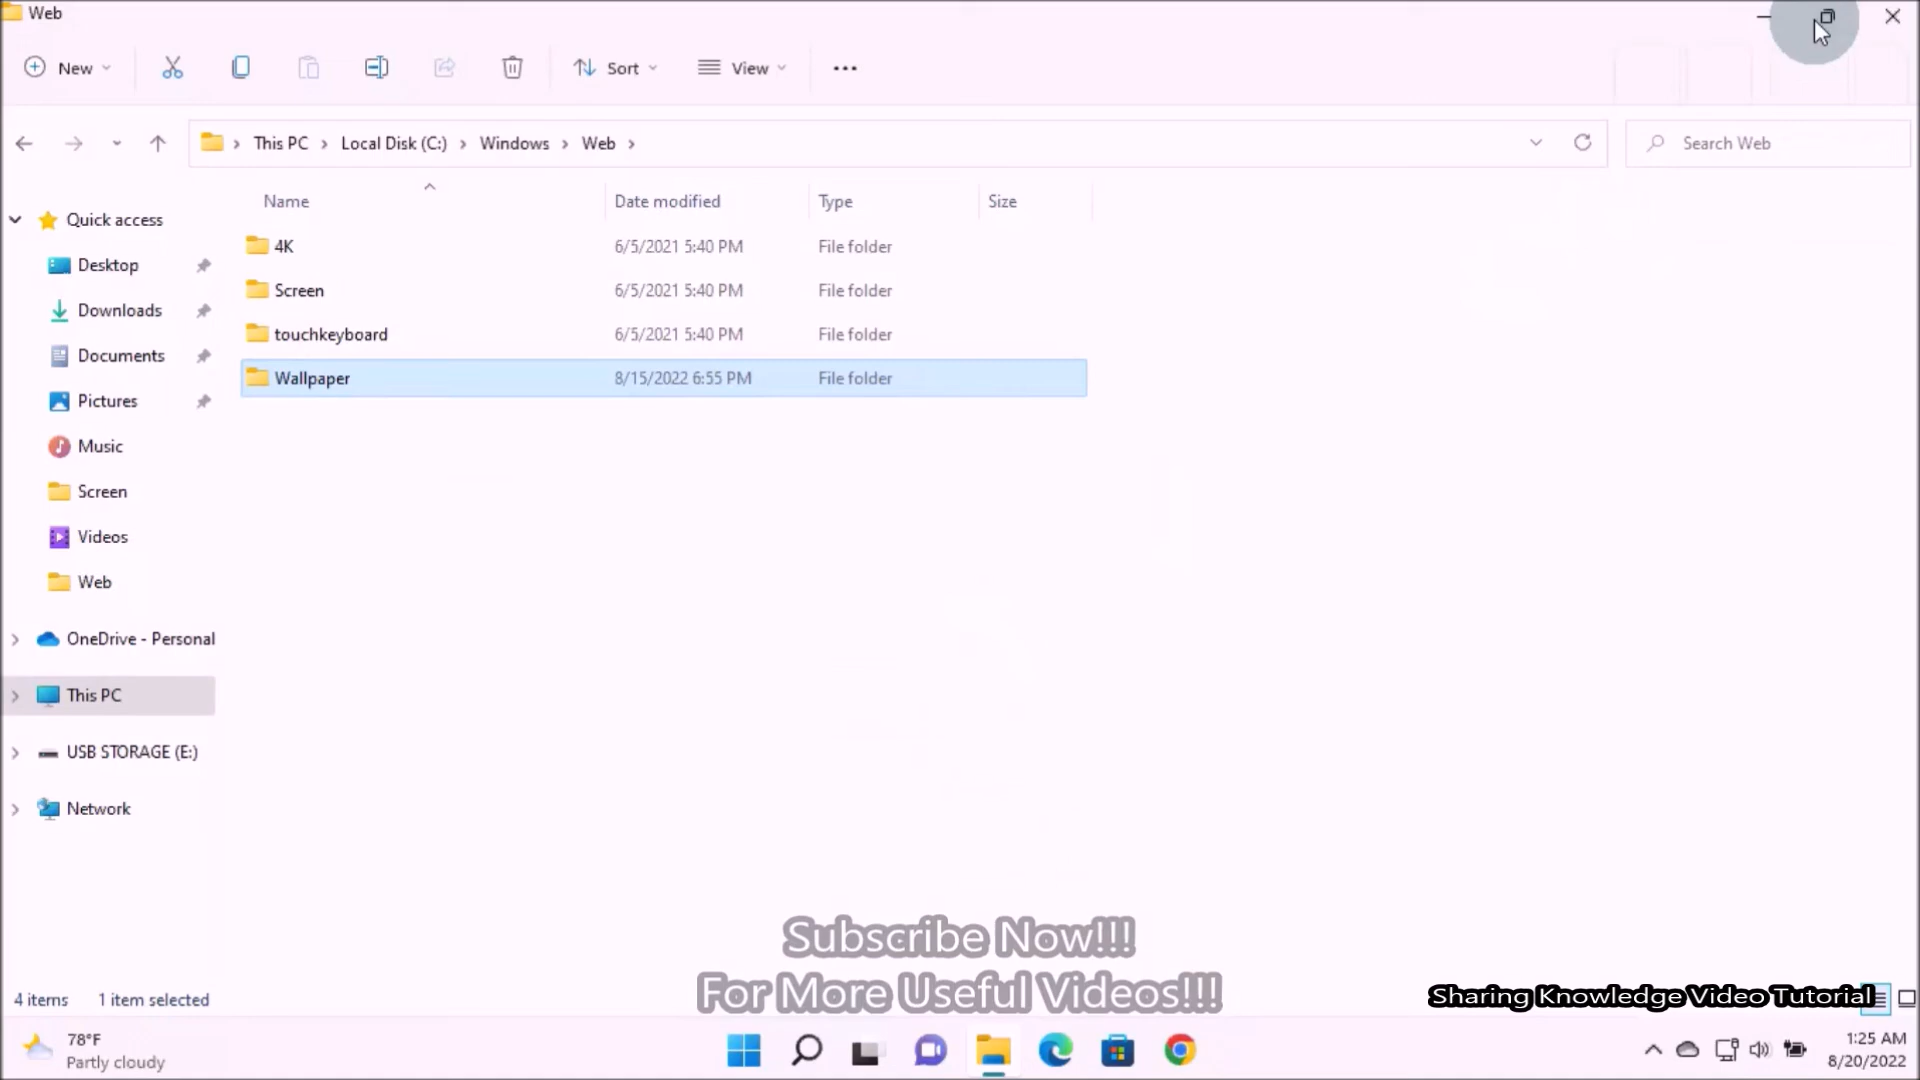 Web
New
Sort
View
This PC
Local Disk (C:)
Windows
Web
Search Web
Name
Date modified
Type
Size
4K
6/5/2021 5:40 PM
File folder
Screen
6/5/2021 5:40 PM
File folder
touchkeyboard
6/5/2021 5:40 PM
File folder
Wallpaper
8/15/2022 6:55 PM
File folder
Quick access
Desktop
Downloads
Documents
Pictures
Music
Screen
Videos
Web
OneDrive - Personal
This PC
USB STORAGE (E:)
Network
Subscribe Now!!!
For More Useful Videos!!!
4 items
1 item selected
Sharing Knowledge Video Tutorial
78°F
Partly cloudy
1:25 AM
8/20/2022